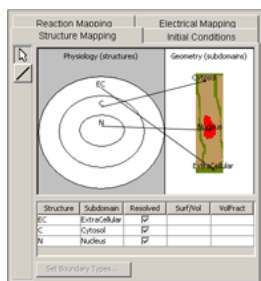 Reaction Mapping Electrical Mapping
Structure Mapping Initial Conditions
Physiology (structures) Geometry (subdomains)
Cytosol
EC
C
N
Nucleus
ExtraCellular
Structure Subdomain Resolved Surf/Vol VolFract
EC ExtraCellular
C Cytosol
N Nucleus
Set Boundary Types...